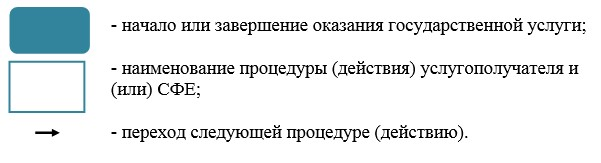 - начало или завершение оказания государственной услуги;
- наименование процедуры (действия) услугополучателя и
(или) СФЕ;
- переход следующей процедуре (действию).